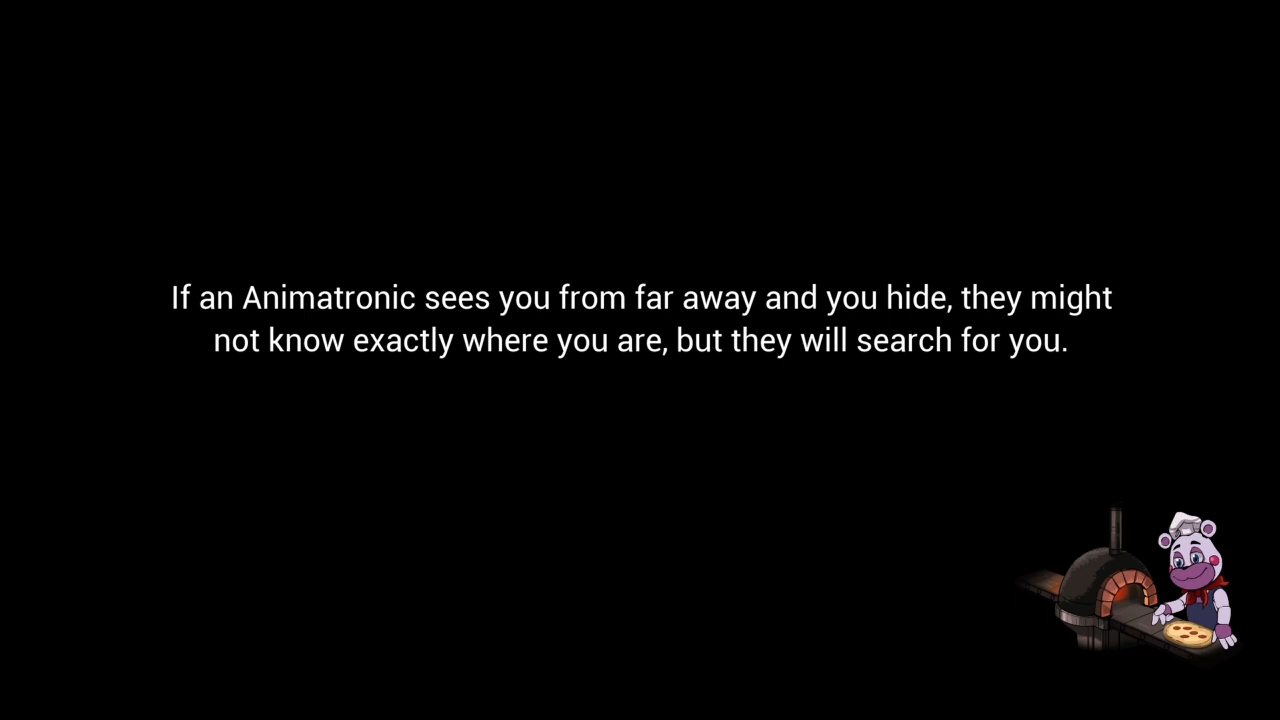 If an Animatronic sees you from far away and you hide, they might
not know exactly where you are, but they will search for you.